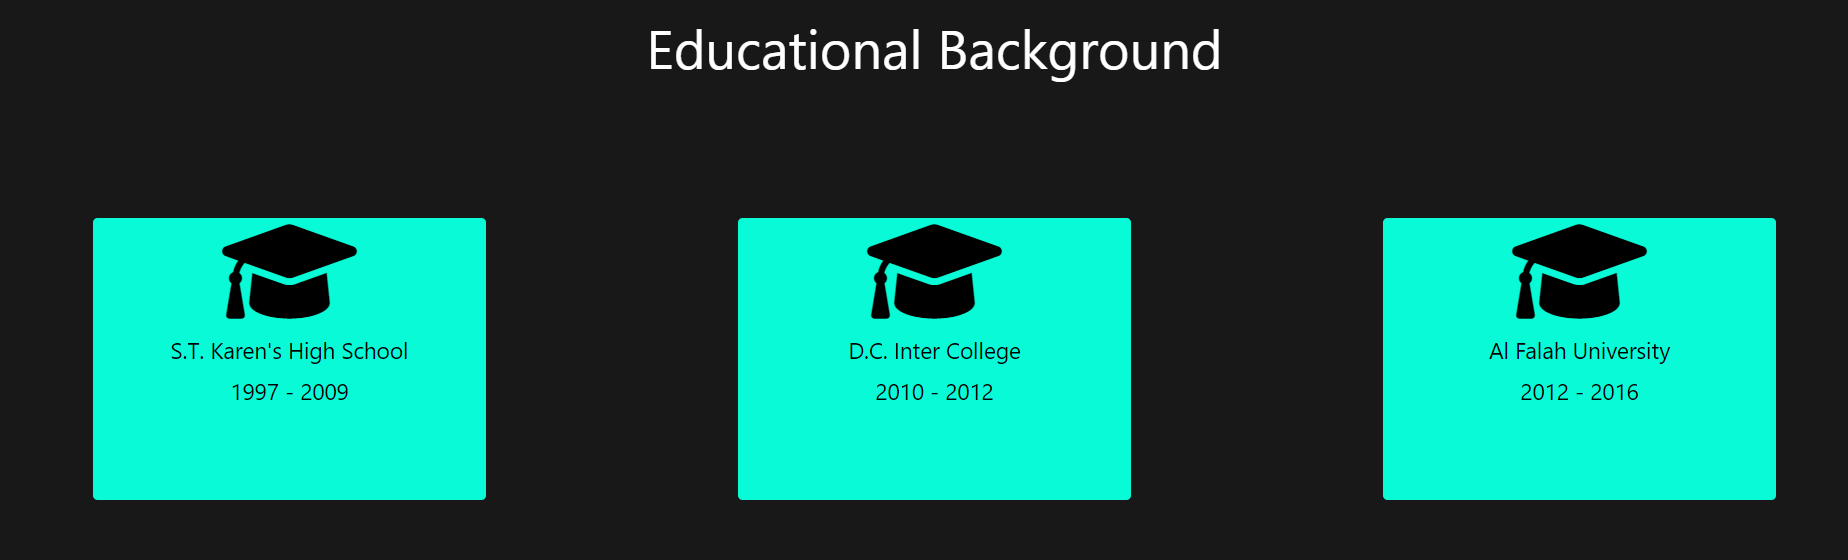 Educational Background
S.T. Karen's High School
1997 - 2009
D.C. Inter College
2010 - 2012
Al Falah University
2012 - 2016